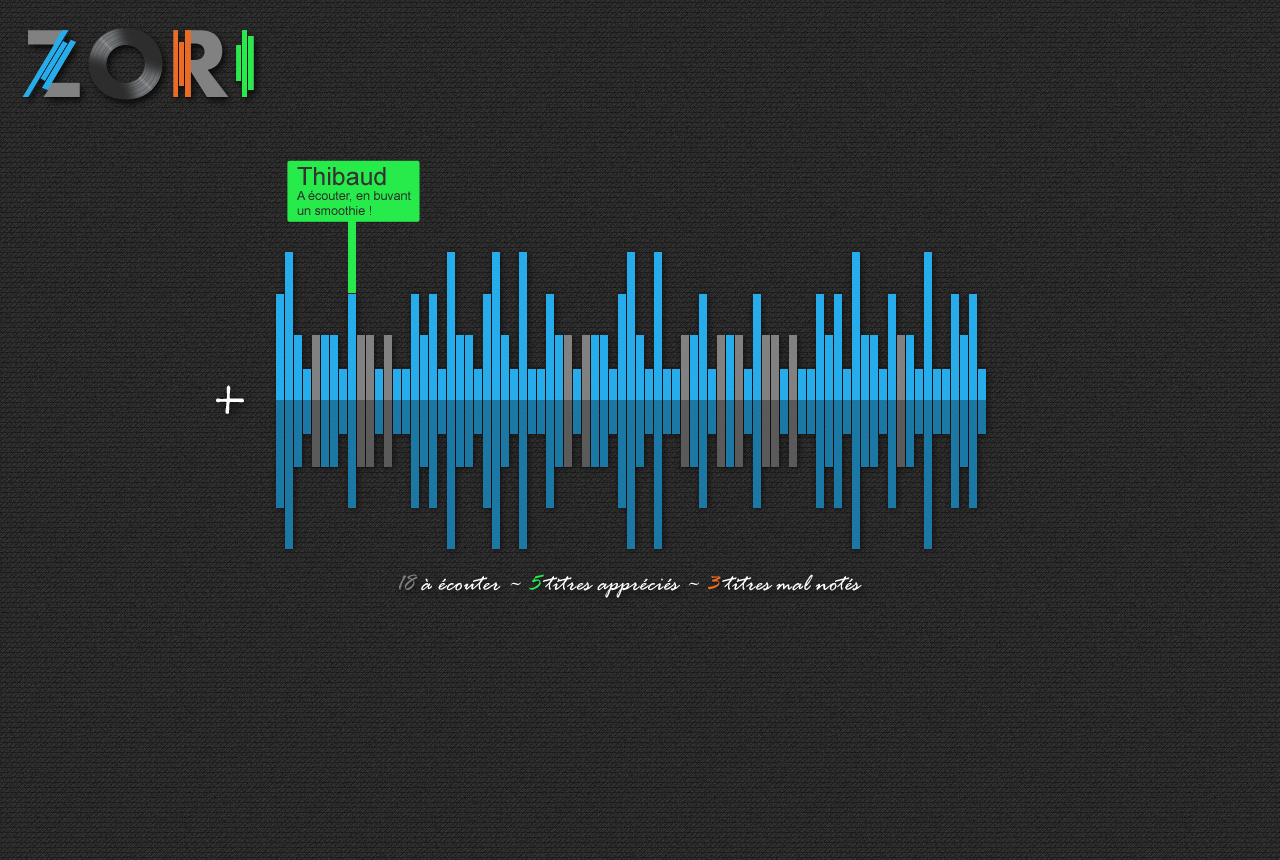 ZORI
Thibaud
A écouter, en buvant
un smoothie !
+
18 à écouter ~ 5 titres appréciés ~ 3 titres mal notés